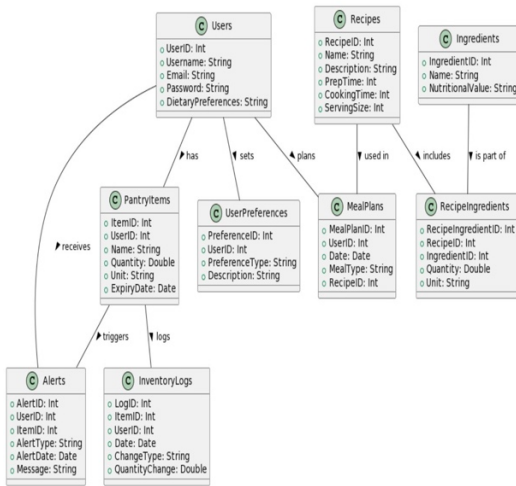 C Users
UserID: Int
Username: String
Email: String
Password: String
DietaryPreferences: String
C Recipes
RecipeID: Int
Name: String
Description: String
PrepTime: Int
CookingTime: Int
ServingSize: Int
C Ingredients
IngredientID: Int
Name: String
NutritionalValue: String
has
sets
plans
used in
includes
is part of
receives
C PantryItems
ItemID: Int
UserID: Int
Name: String
Quantity: Double
Unit: String
ExpiryDate: Date
C UserPreferences
PreferenceID: Int
UserID: Int
PreferenceType: String
Description: String
C MealPlans
MealPlanID: Int
UserID: Int
Date: Date
MealType: String
RecipeID: Int
C RecipeIngredients
RecipeIngredientID: Int
RecipeID: Int
IngredientID: Int
Quantity: Double
Unit: String
triggers
logs
C Alerts
AlertID: Int
UserID: Int
ItemID: Int
AlertType: String
AlertDate: Date
Message: String
C InventoryLogs
LogID: Int
ItemID: Int
UserID: Int
Date: Date
ChangeType: String
QuantityChange: Double